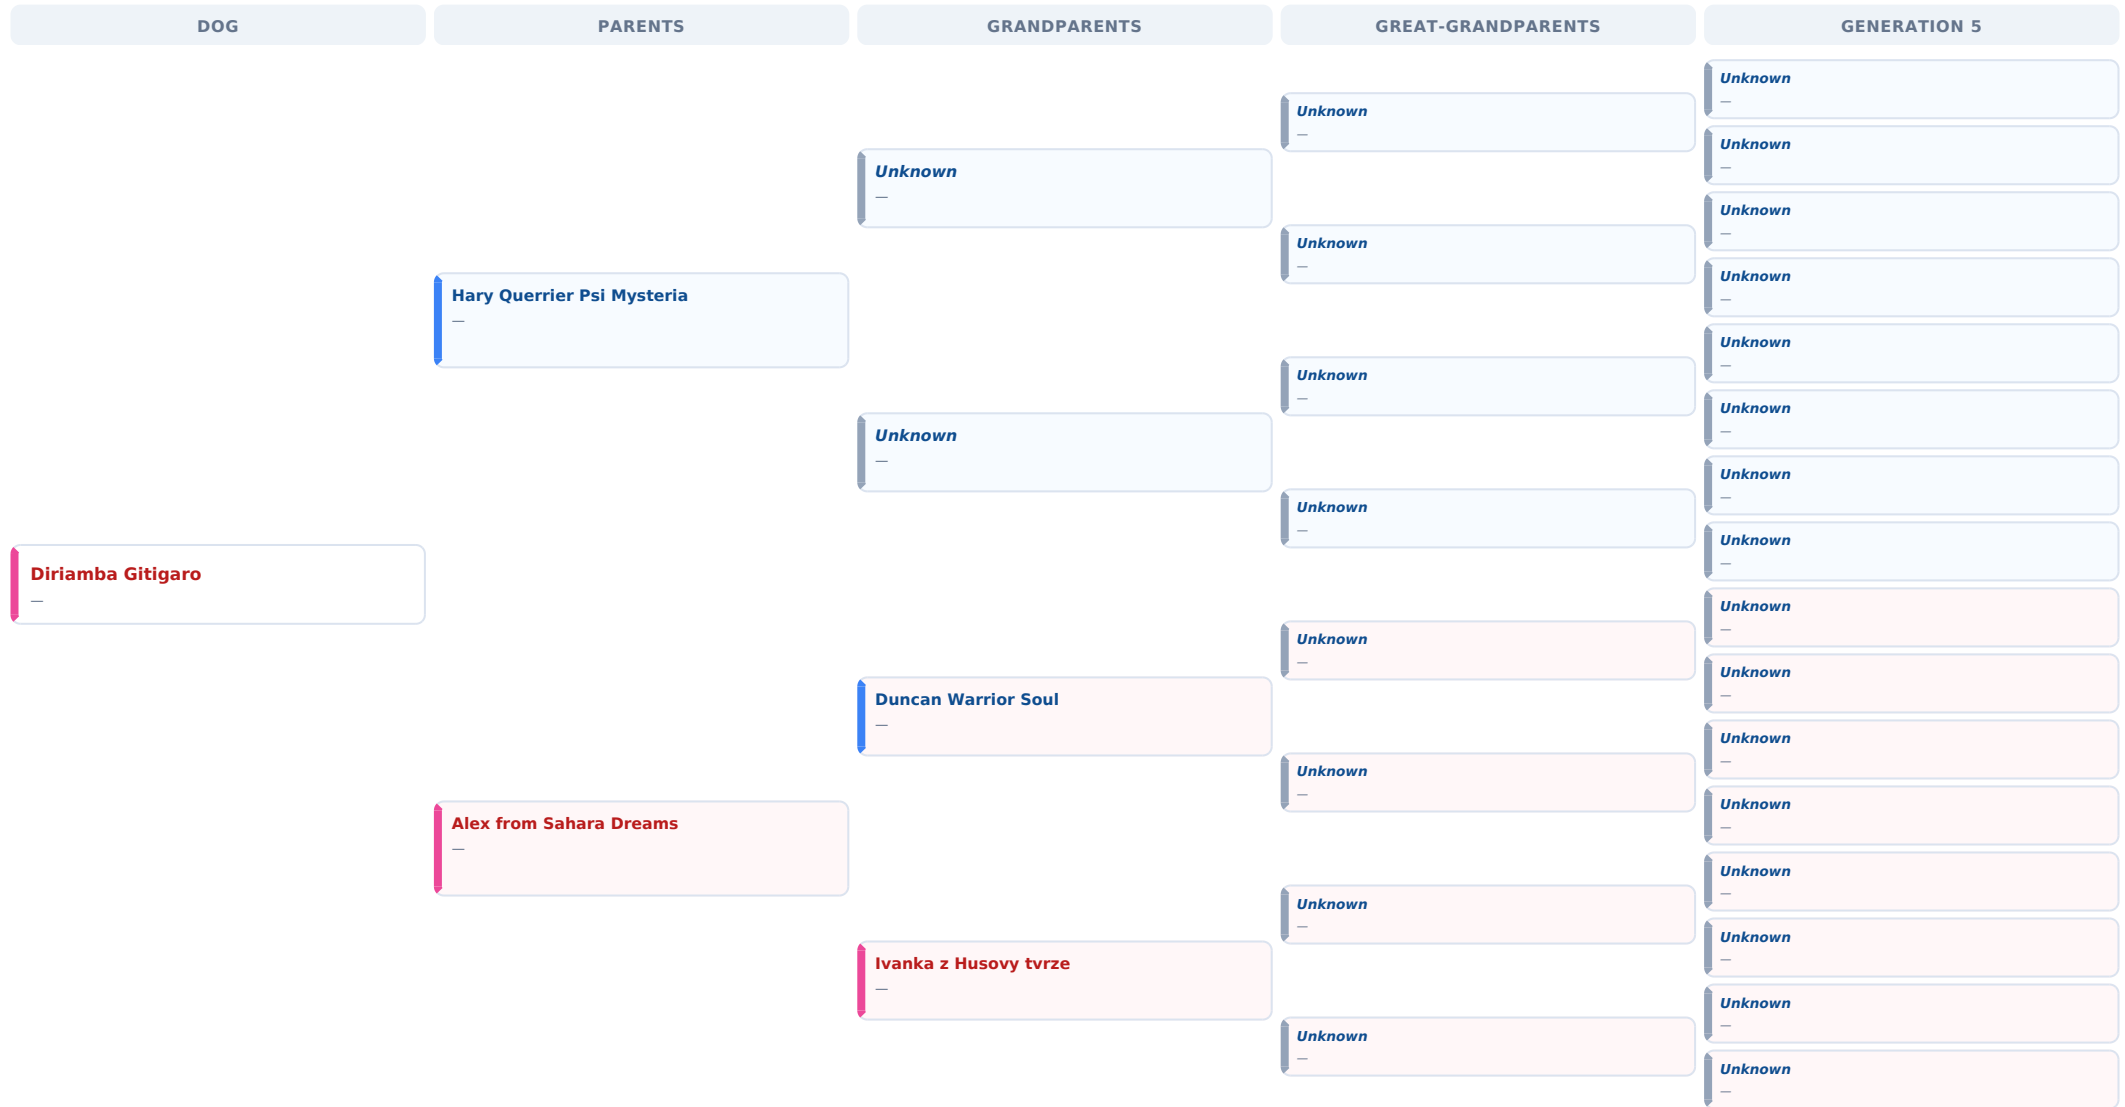 DOG
PARENTS
GRANDPARENTS
GREAT-GRANDPARENTS
GENERATION 5
Diriamba Gitigaro
—
Hary Querrier Psi Mysteria
—
Alex from Sahara Dreams
—
Unknown
—
Unknown
—
Duncan Warrior Soul
—
Ivanka z Husovy tvrze
—
Unknown
—
Unknown
—
Unknown
—
Unknown
—
Unknown
—
Unknown
—
Unknown
—
Unknown
—
Unknown
—
Unknown
—
Unknown
—
Unknown
—
Unknown
—
Unknown
—
Unknown
—
Unknown
—
Unknown
—
Unknown
—
Unknown
—
Unknown
—
Unknown
—
Unknown
—
Unknown
—
Unknown
—